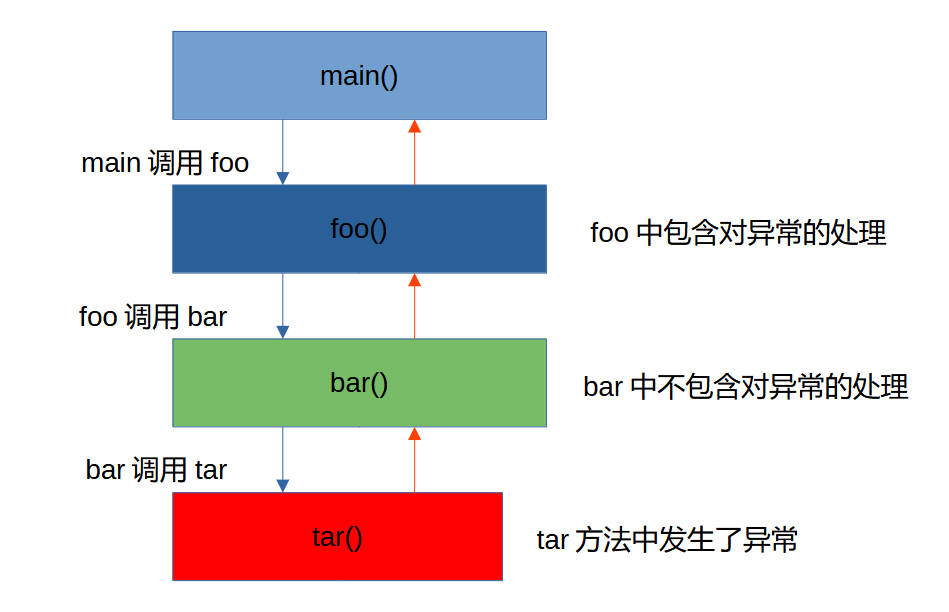 main()
main 调用 foo
foo()
foo 中包含对异常的处理
foo 调用 bar
bar()
bar 中不包含对异常的处理
bar 调用 tar
tar()
tar 方法中发生了异常